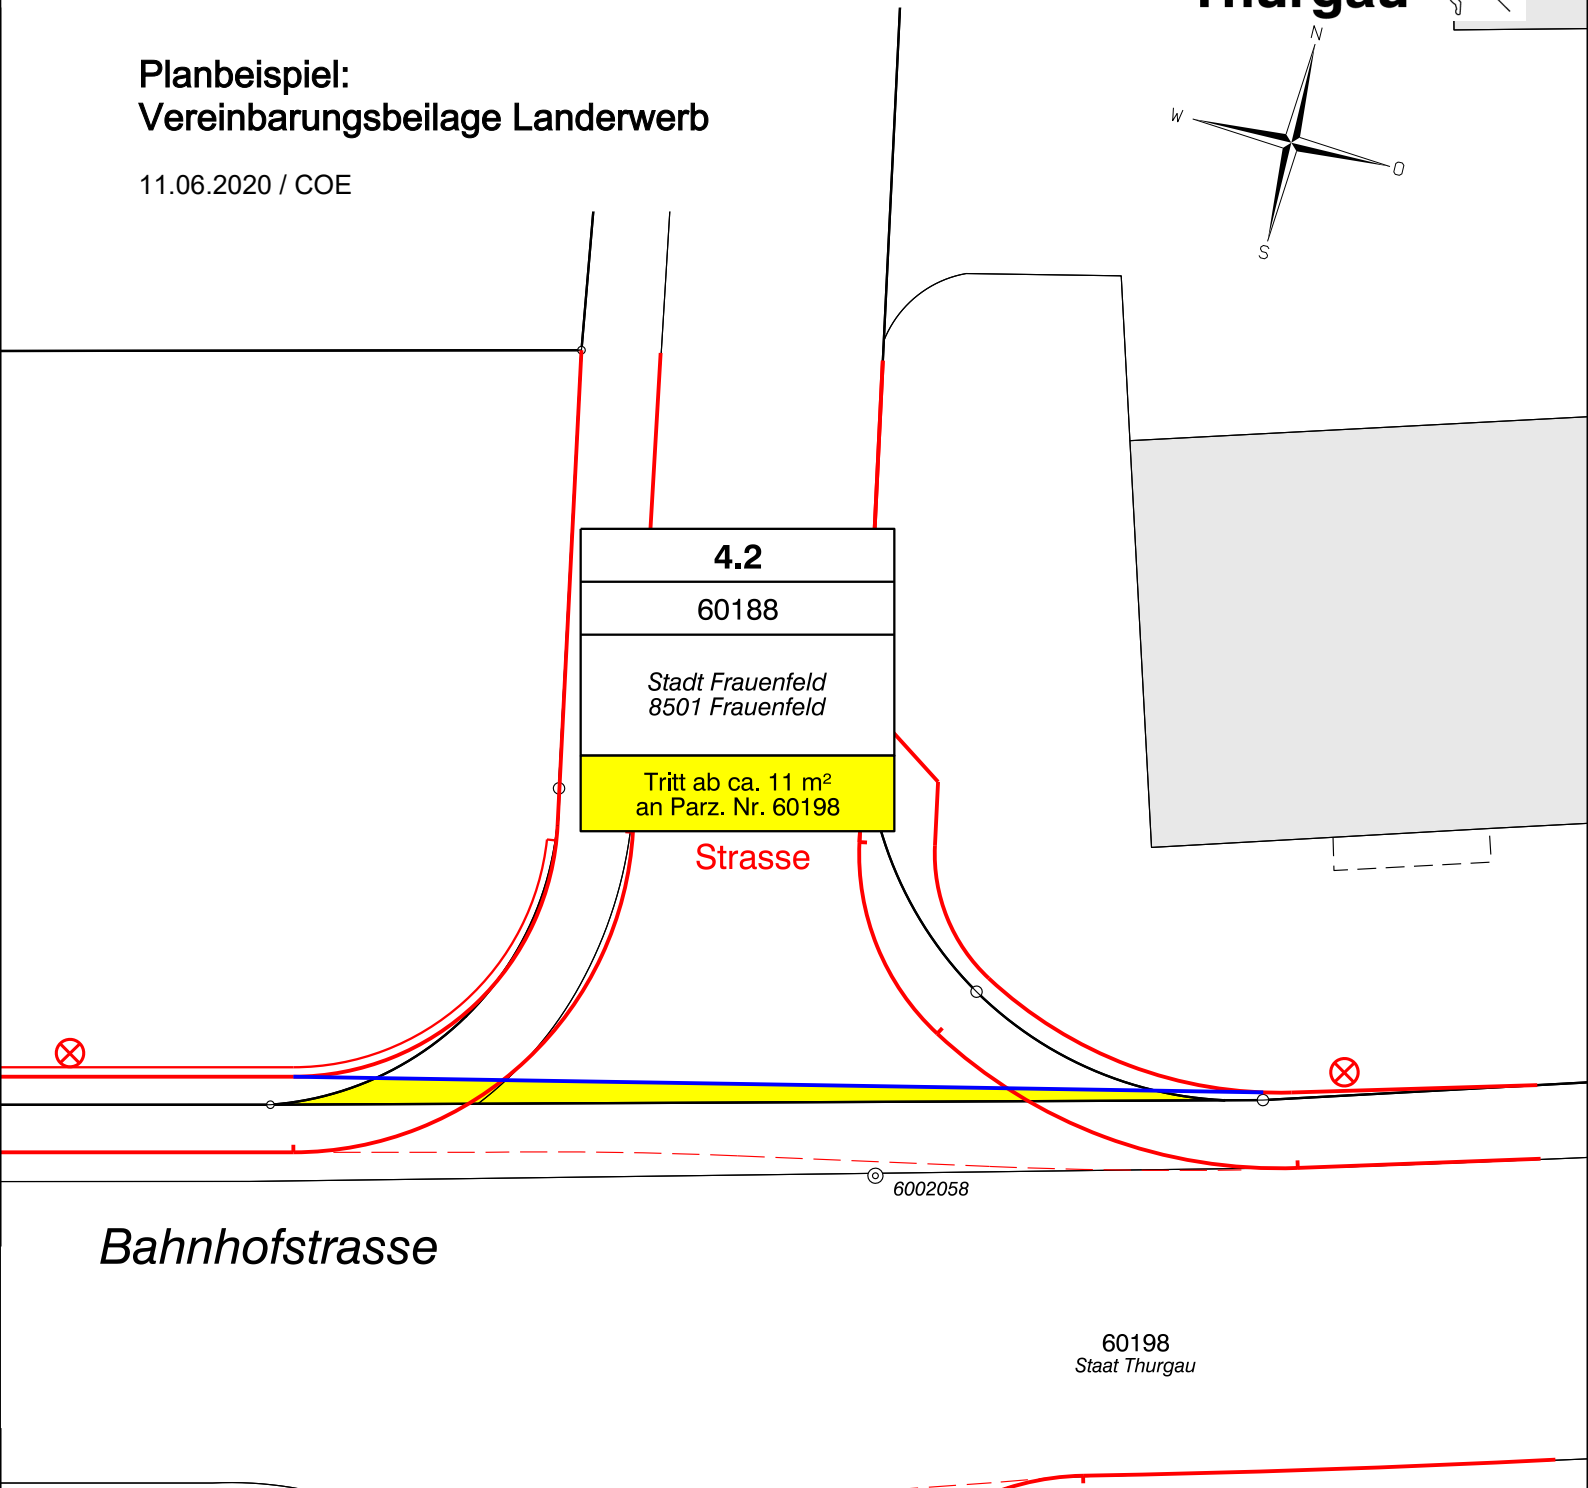 Thurgau
Planbeispiel:
Vereinbarungsbeilage Landerwerb
11.06.2020 / COE
N
W
O
S
4.2
60188
Stadt Frauenfeld
8501 Frauenfeld
Tritt ab ca. 11 m²
an Parz. Nr. 60198
Strasse
6002058
Bahnhofstrasse
60198
Staat Thurgau